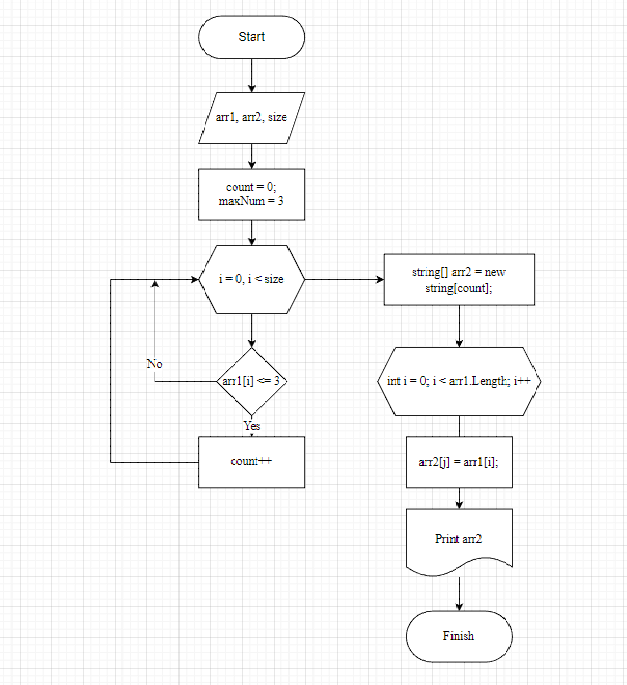 Start
arr1, arr2, size
count = 0;
maxNum = 3
i = 0, i < size
No
arr1[i] <= 3
Yes
count++
string[] arr2 = new
string[count];
int i = 0; i < arr1.Length; i++
arr2[j] = arr1[i];
Print arr2
Finish